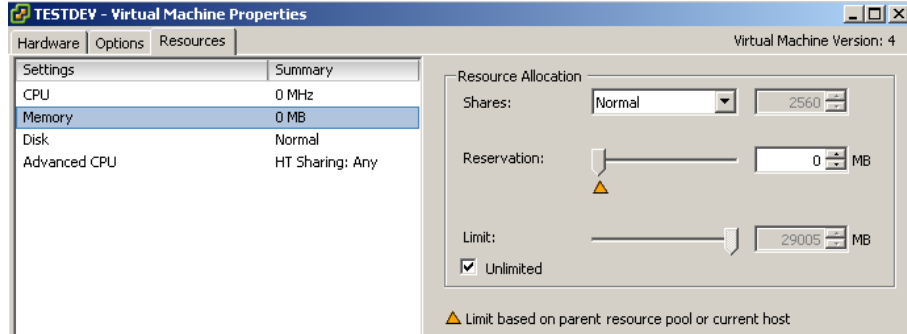 TESTDEV - Virtual Machine Properties
Hardware Options Resources Virtual Machine Version: 4
Settings Summary
CPU 0 MHz
Memory 0 MB
Disk Normal
Advanced CPU HT Sharing: Any
Resource Allocation
Shares: Normal 2560
Reservation: 0 MB
Limit: 29005 MB
Unlimited
Limit based on parent resource pool or current host